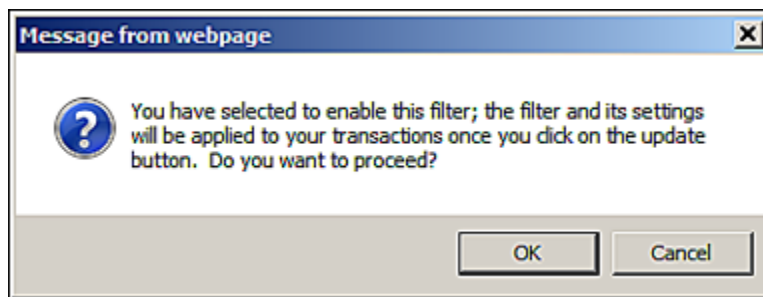 Message from webpage
You have selected to enable this filter; the filter and its settings
will be applied to your transactions once you click on the update
button.  Do you want to proceed?
OK
Cancel